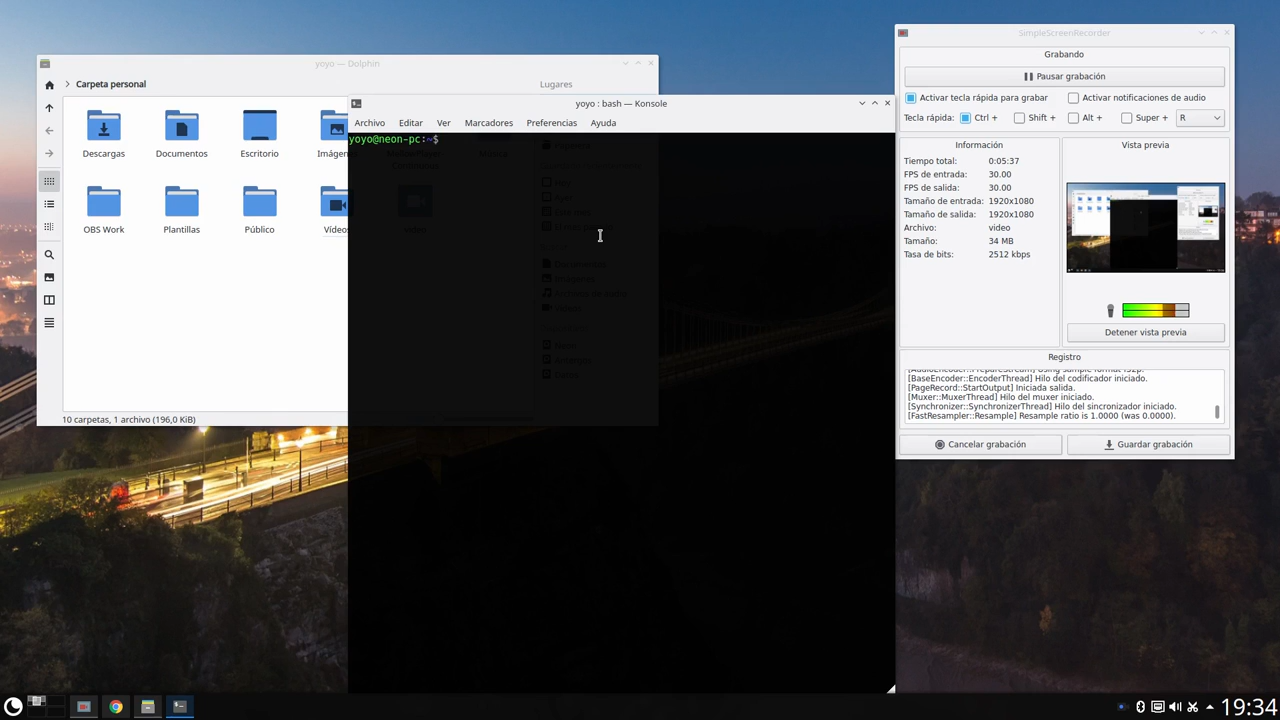 yoyo — Dolphin
Carpeta personal
Lugares
Descargas
Documentos
Escritorio
OBS Work
Plantillas
Público
10 carpetas, 1 archivo (196,0 KiB)
yoyo : bash — Konsole
Archivo Editar Ver Marcadores Preferencias Ayuda
yoyo@neon-pc:~$
SimpleScreenRecorder
Grabando
Pausar grabación
Activar tecla rápida para grabar
Activar notificaciones de audio
Tecla rápida: Ctrl + Shift + Alt + Super + R
Información
Tiempo total: 0:05:37
FPS de entrada: 30.00
FPS de salida: 30.00
Tamaño de entrada: 1920x1080
Tamaño de salida: 1920x1080
Archivo: video
Tamaño: 34 MB
Tasa de bits: 2512 kbps
Vista previa
Detener vista previa
Registro
[BaseEncoder::EncoderThread] Hilo del codificador iniciado.
[PageRecord::StartOutput] Iniciada salida.
[Muxer::MuxerThread] Hilo del muxer iniciado.
[Synchronizer::SynchronizerThread] Hilo del sincronizador iniciado.
[FastResampler::Resample] Resample ratio is 1.0000 (was 0.0000).
Cancelar grabación
Guardar grabación
19:34